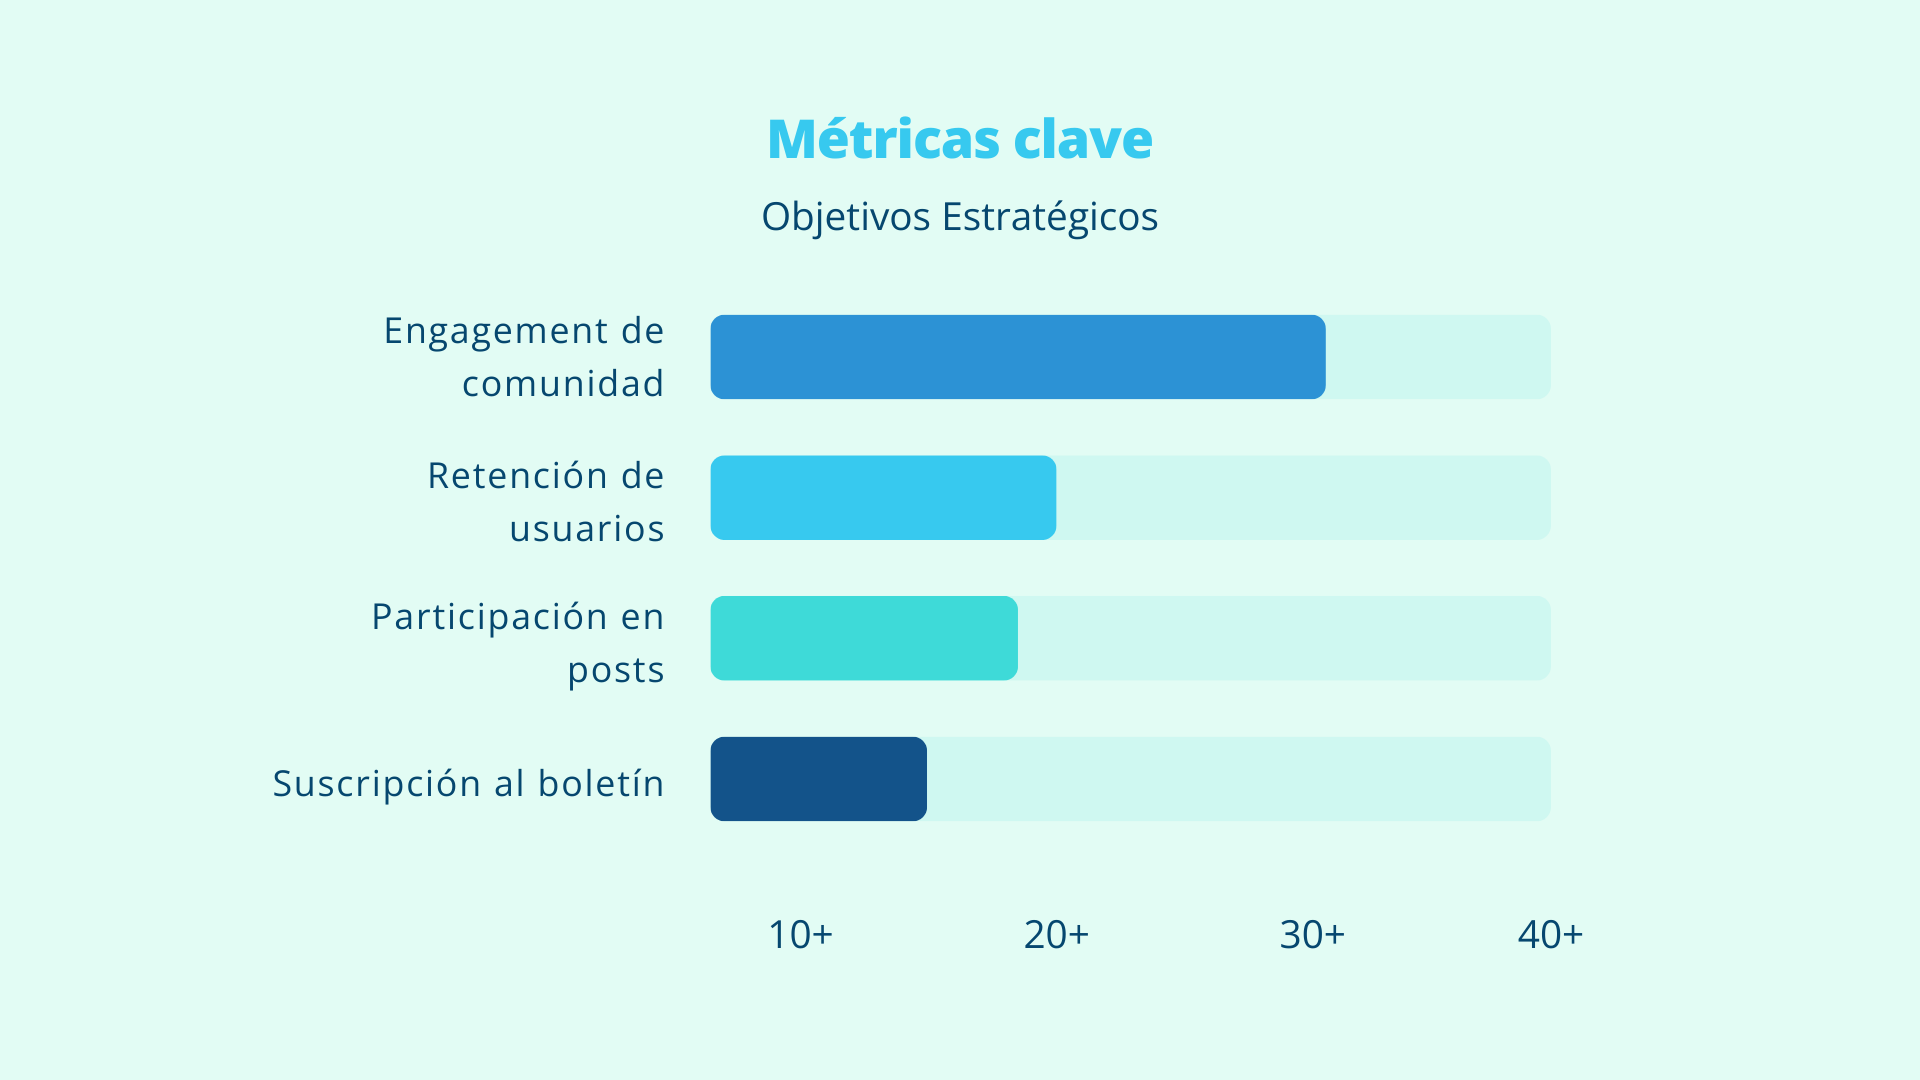 Métricas clave
Objetivos Estratégicos
Engagement de
comunidad
Retención de
usuarios
Participación en
posts
Suscripción al boletín
10+ 20+ 30+ 40+